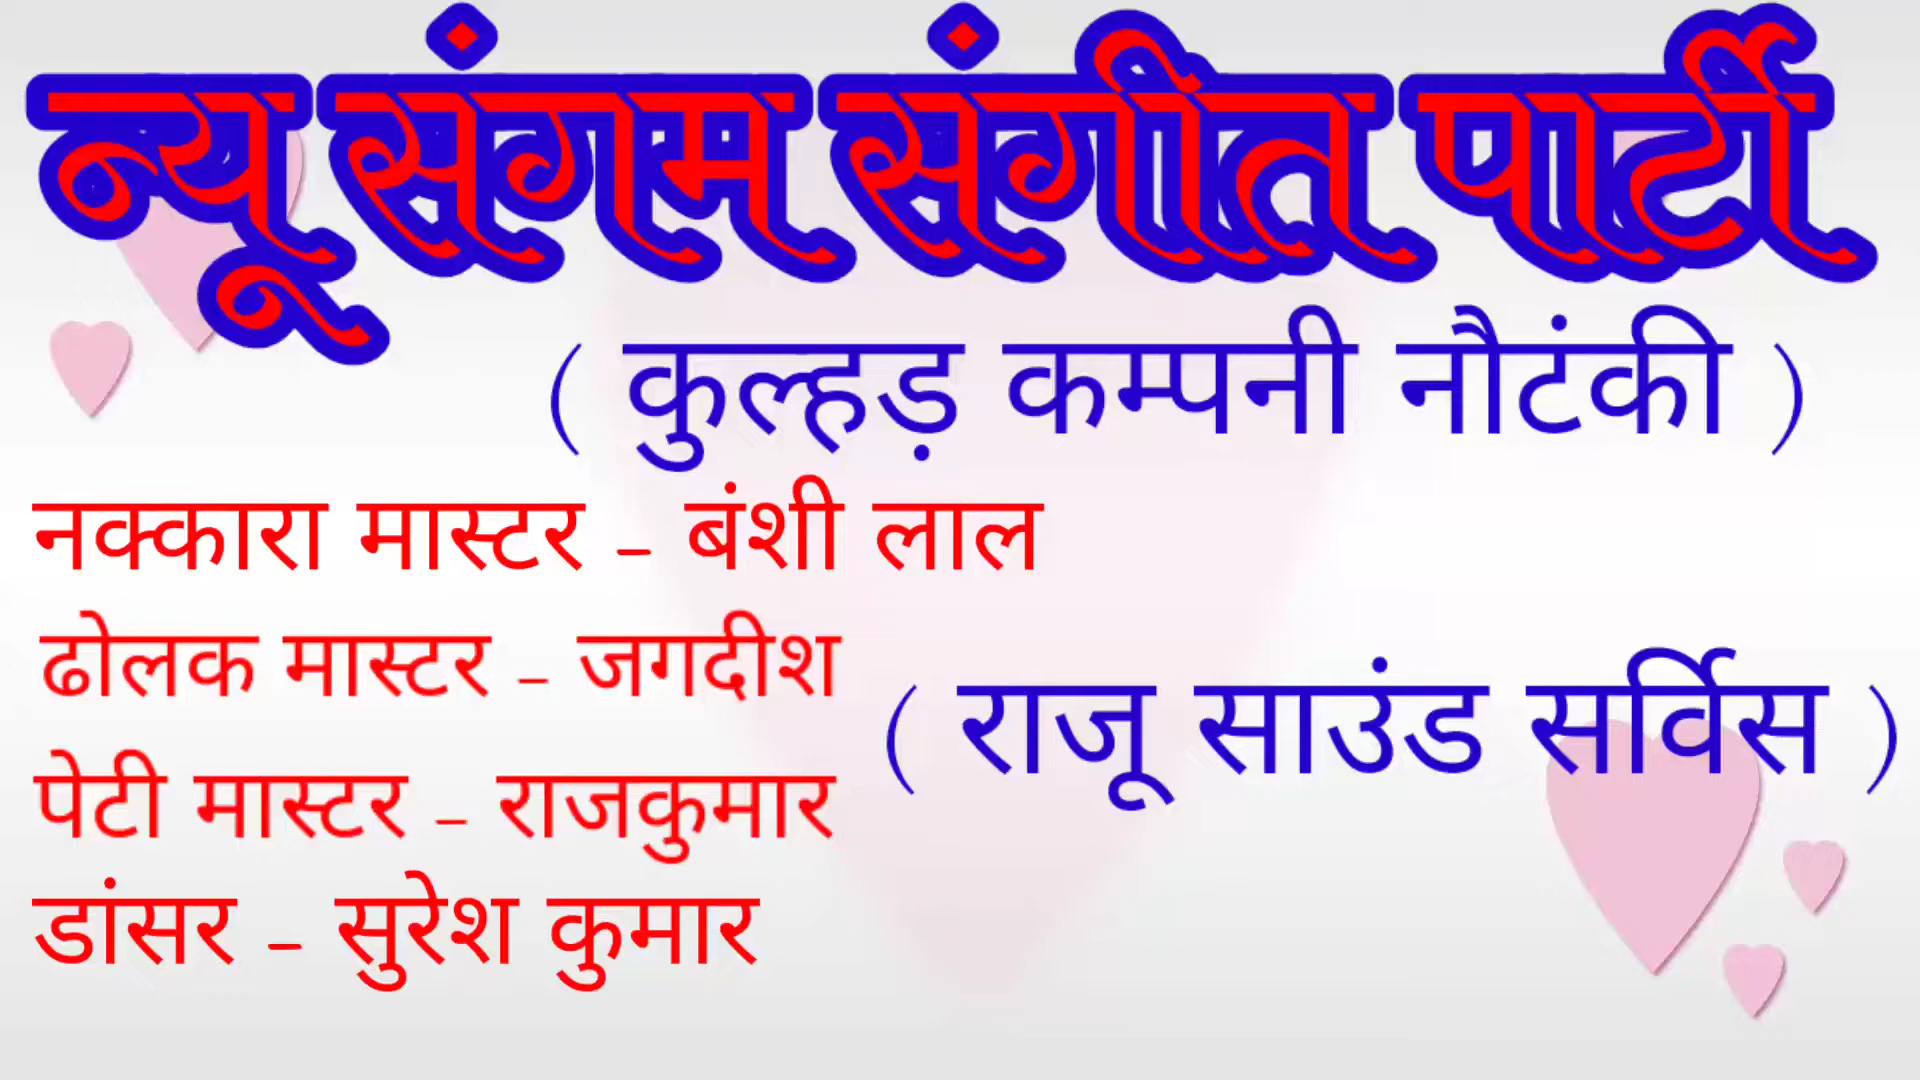 न्यू संगम संगीत पार्टी
( कुल्हड़ कम्पनी नौटंकी )
नक्कारा मास्टर - बंशी लाल
ढोलक मास्टर - जगदीश
( राजू साउंड सर्विस )
पेटी मास्टर - राजकुमार
डांसर - सुरेश कुमार